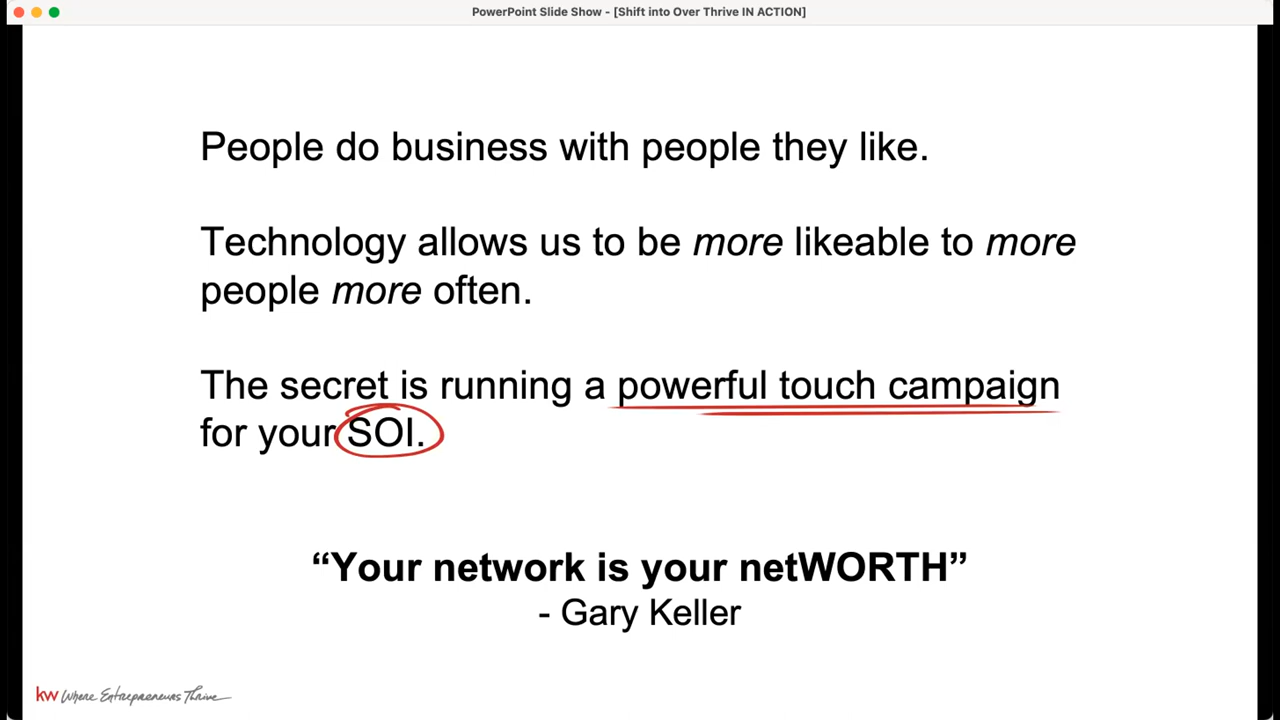 PowerPoint Slide Show - [Shift into Over Thrive IN ACTION]
People do business with people they like.
Technology allows us to be more likeable to more
people more often.
The secret is running a powerful touch campaign
for your SOI.
“Your network is your netWORTH”
- Gary Keller
kw Where Entrepreneurs Thrive